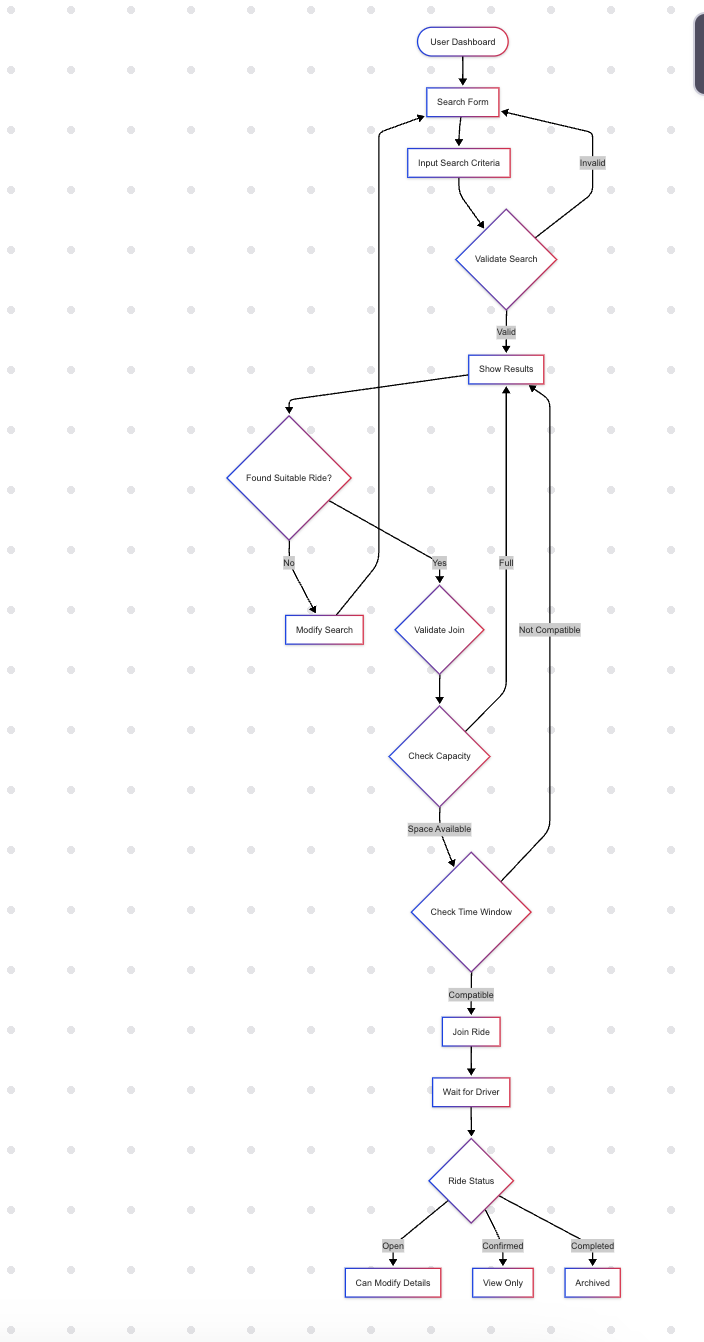 User Dashboard
Search Form
Input Search Criteria
Invalid
Validate Search
Valid
Show Results
Found Suitable Ride?
No
Yes
Full
Modify Search
Validate Join
Not Compatible
Check Capacity
Space Available
Check Time Window
Compatible
Join Ride
Wait for Driver
Ride Status
Open
Confirmed
Completed
Can Modify Details
View Only
Archived